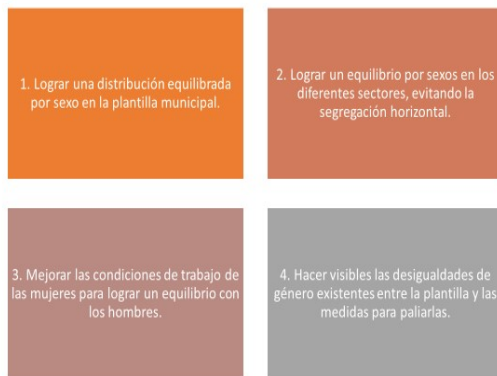 1. Lograr una distribución equilibrada
por sexo en la plantilla municipal.
2. Lograr un equilibrio por sexos en los
diferentes sectores, evitando la
segregación horizontal.
3. Mejorar las condiciones de trabajo de
las mujeres para lograr un equilibrio con
los hombres.
4. Hacer visibles las desigualdades de
género existentes entre la plantilla y las
medidas para paliarlas.